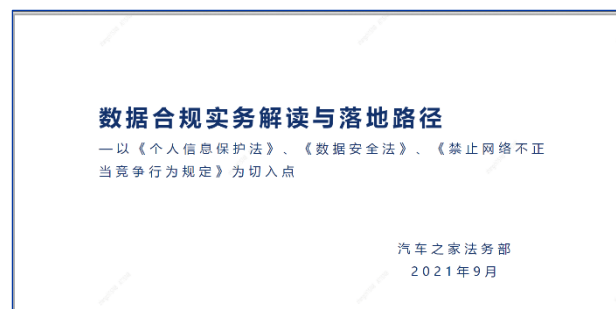 数据合规实务解读与落地路径
—以《个人信息保护法》、《数据安全法》、《禁止网络不正
当竞争行为规定》为切入点
汽车之家法务部
2021年9月